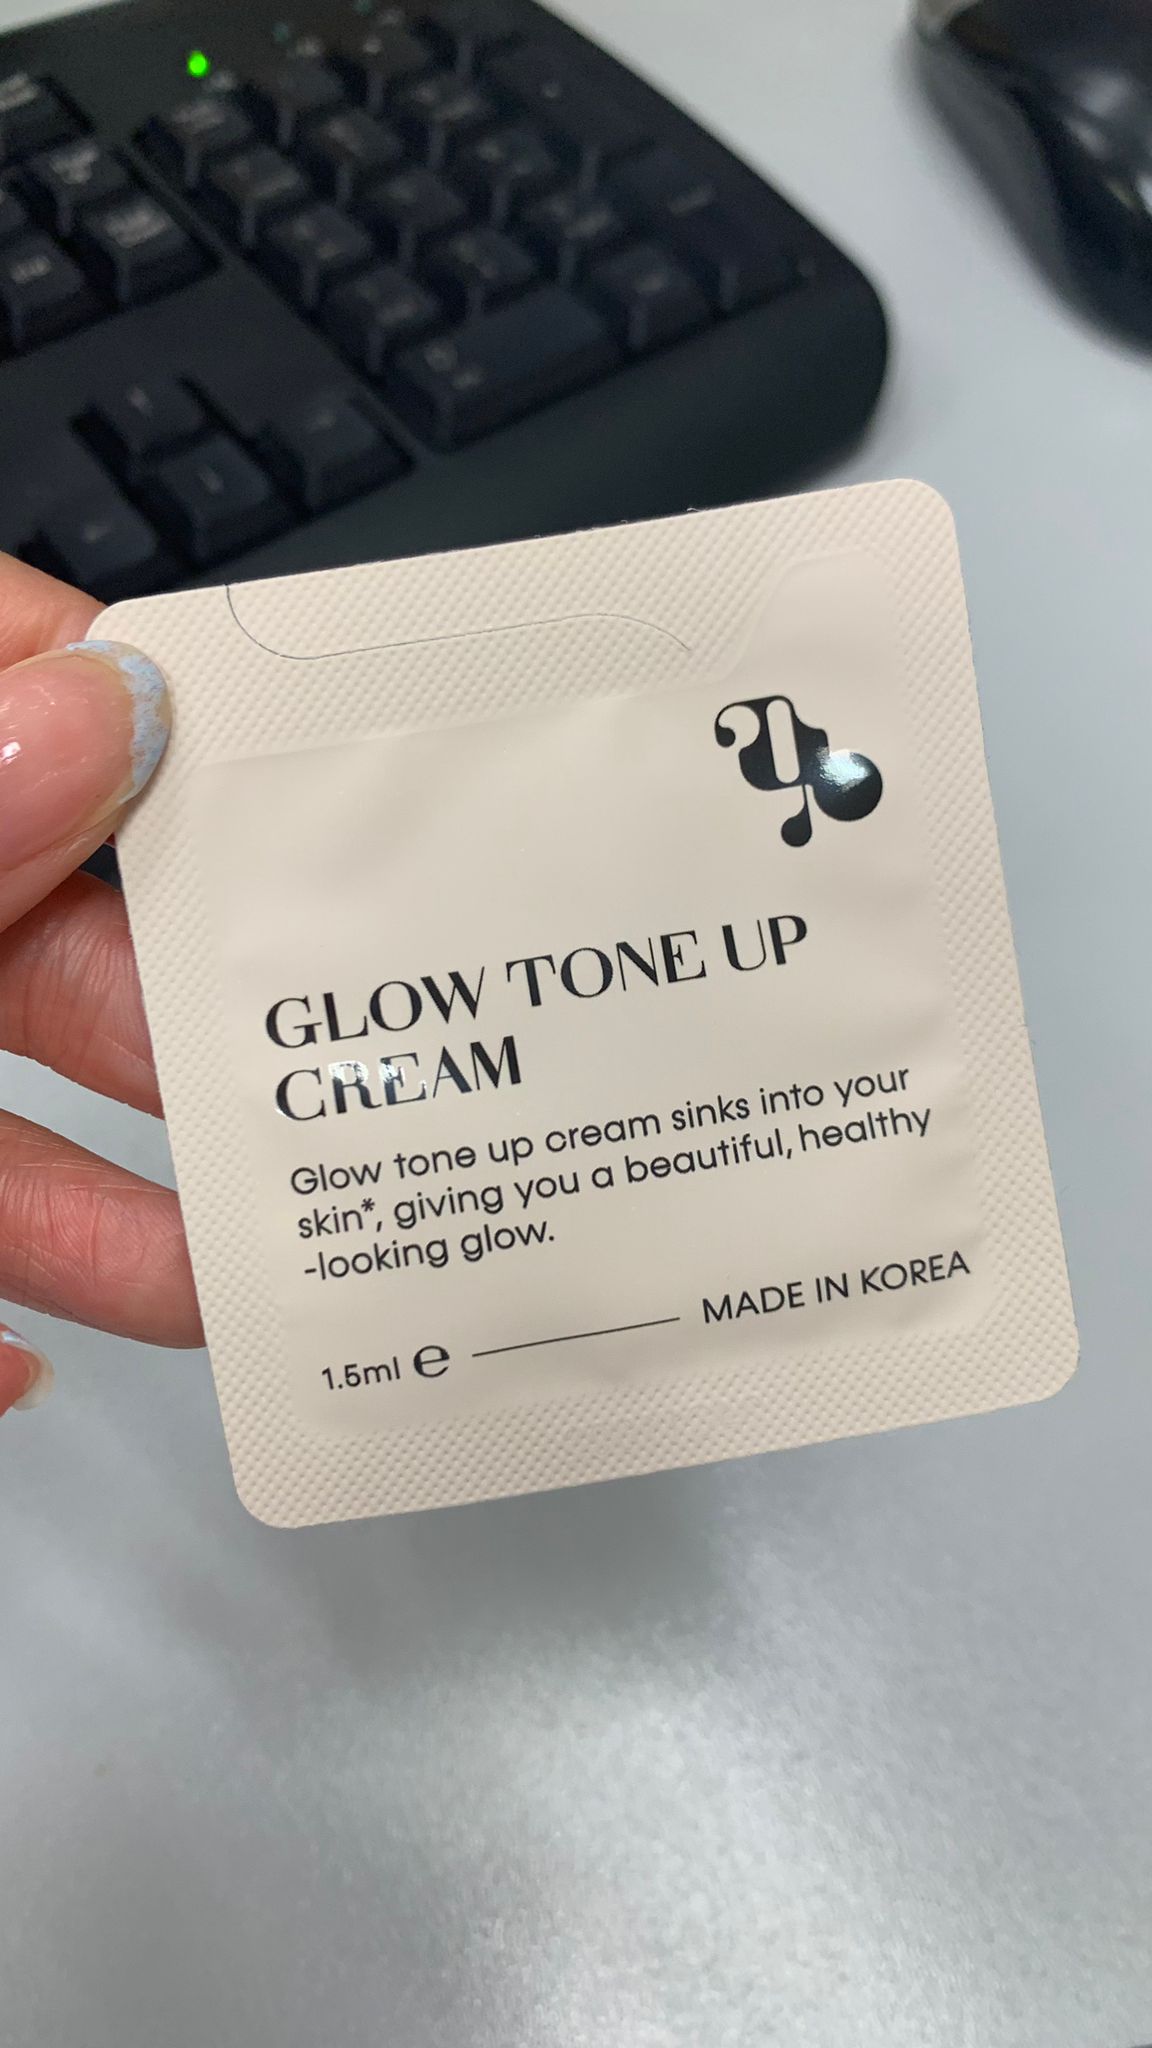 GLOW TONE UP
CREAM
Glow tone up cream sinks into your
skin*, giving you a beautiful, healthy
-looking glow.
1.5ml ℮
MADE IN KOREA